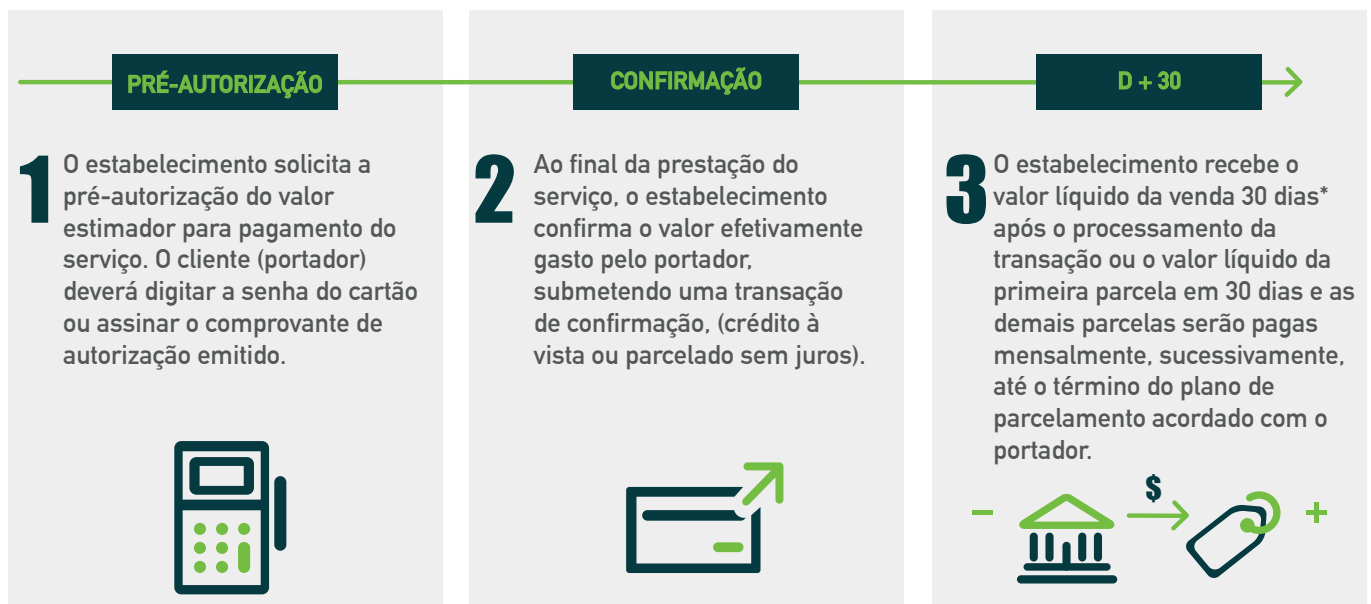 PRÉ-AUTORIZAÇÃO
1
O estabelecimento solicita a
pré-autorização do valor
estimador para pagamento do
serviço. O cliente (portador)
deverá digitar a senha do cartão
ou assinar o comprovante de
autorização emitido.
CONFIRMAÇÃO
2
Ao final da prestação do
serviço, o estabelecimento
confirma o valor efetivamente
gasto pelo portador,
submetendo uma transação
de confirmação, (crédito à
vista ou parcelado sem juros).
D + 30
3
O estabelecimento recebe o
valor líquido da venda 30 dias*
após o processamento da
transação ou o valor líquido da
primeira parcela em 30 dias e as
demais parcelas serão pagas
mensalmente, sucessivamente,
até o término do plano de
parcelamento acordado com o
portador.
$
− +